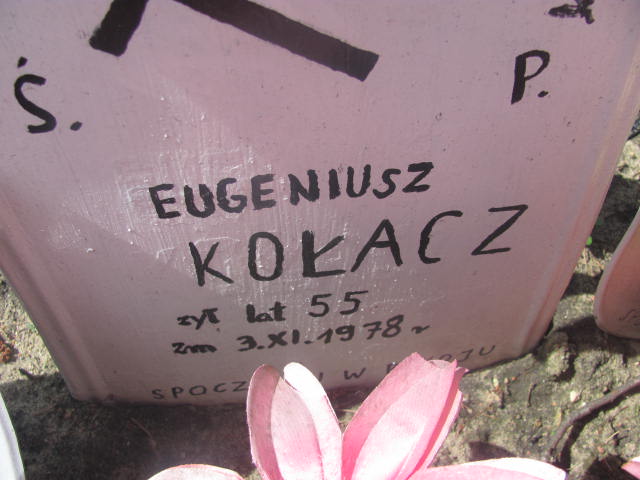 Ś. P.
EUGENIUSZ
KOŁACZ
żył lat 55
zm 3.XI.1978 r
W